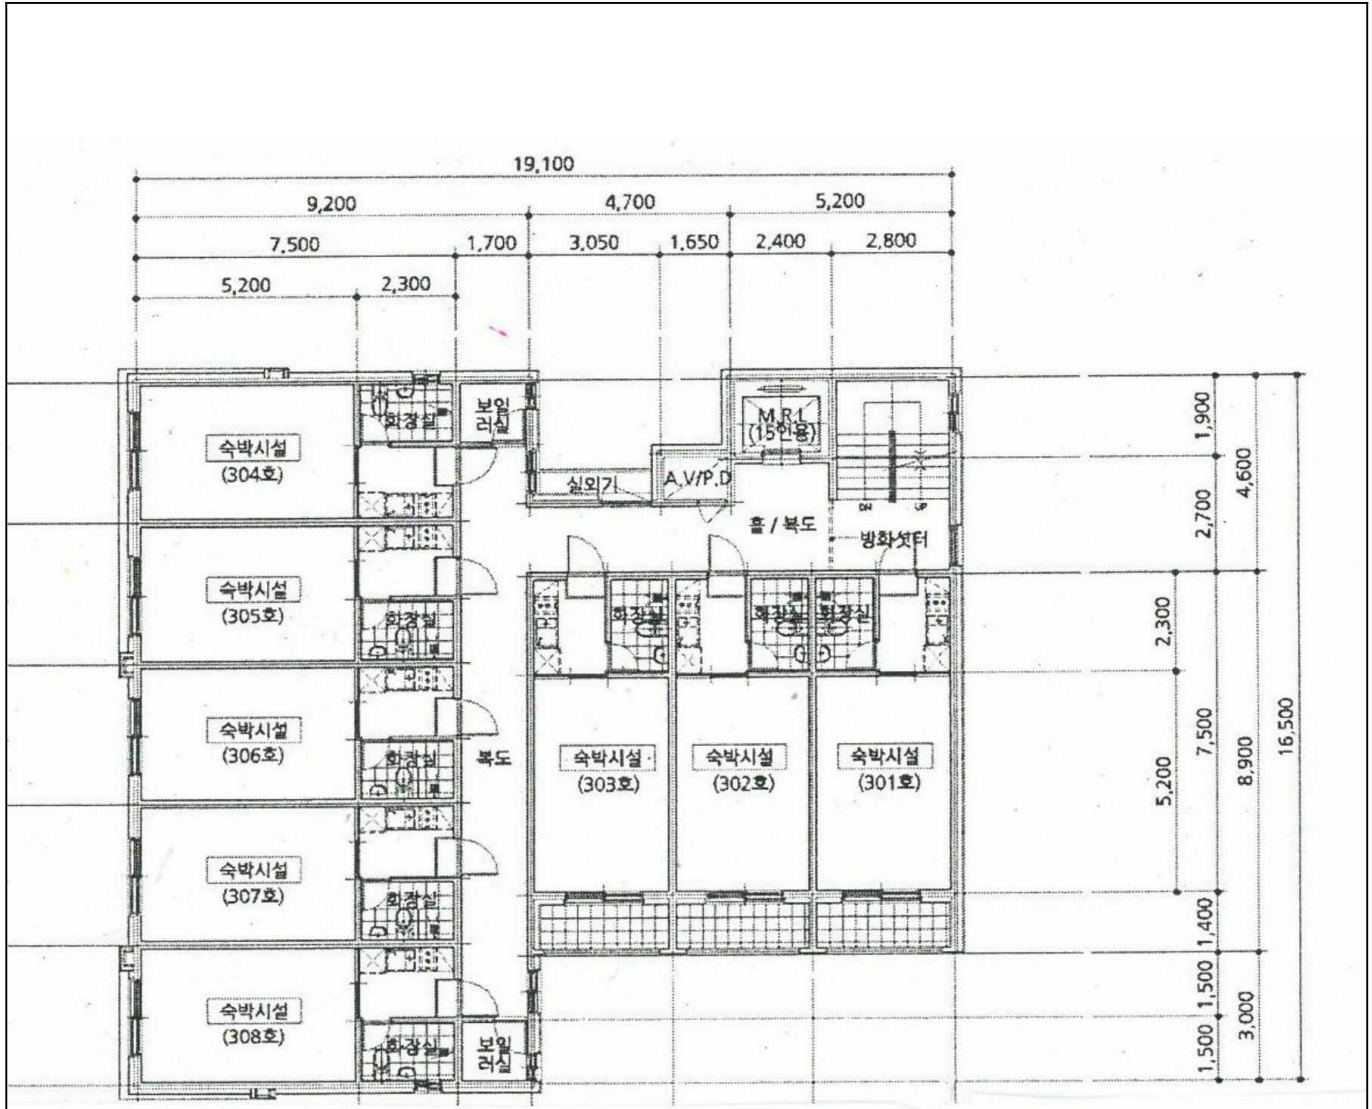 19,100
9,200 4,700 5,200
7,500 1,700 3,050 1,650 2,400 2,800
5,200 2,300
화장실
보일
러실
M.R.L
(15인용)
숙박시설
(304호)
실외기
A.V/P.D
홀 / 복도
DN UP
방화셧터
숙박시설
(305호)
화장실
화장실
화장실
화장실
숙박시설
(306호)
화장실
복도
숙박시설
(303호)
숙박시설
(302호)
숙박시설
(301호)
숙박시설
(307호)
화장실
숙박시설
(308호)
화장실
보일
러실
1,900
2,700
4,600
2,300
5,200
7,500
1,400
8,900
1,500
1,500
3,000
16,500